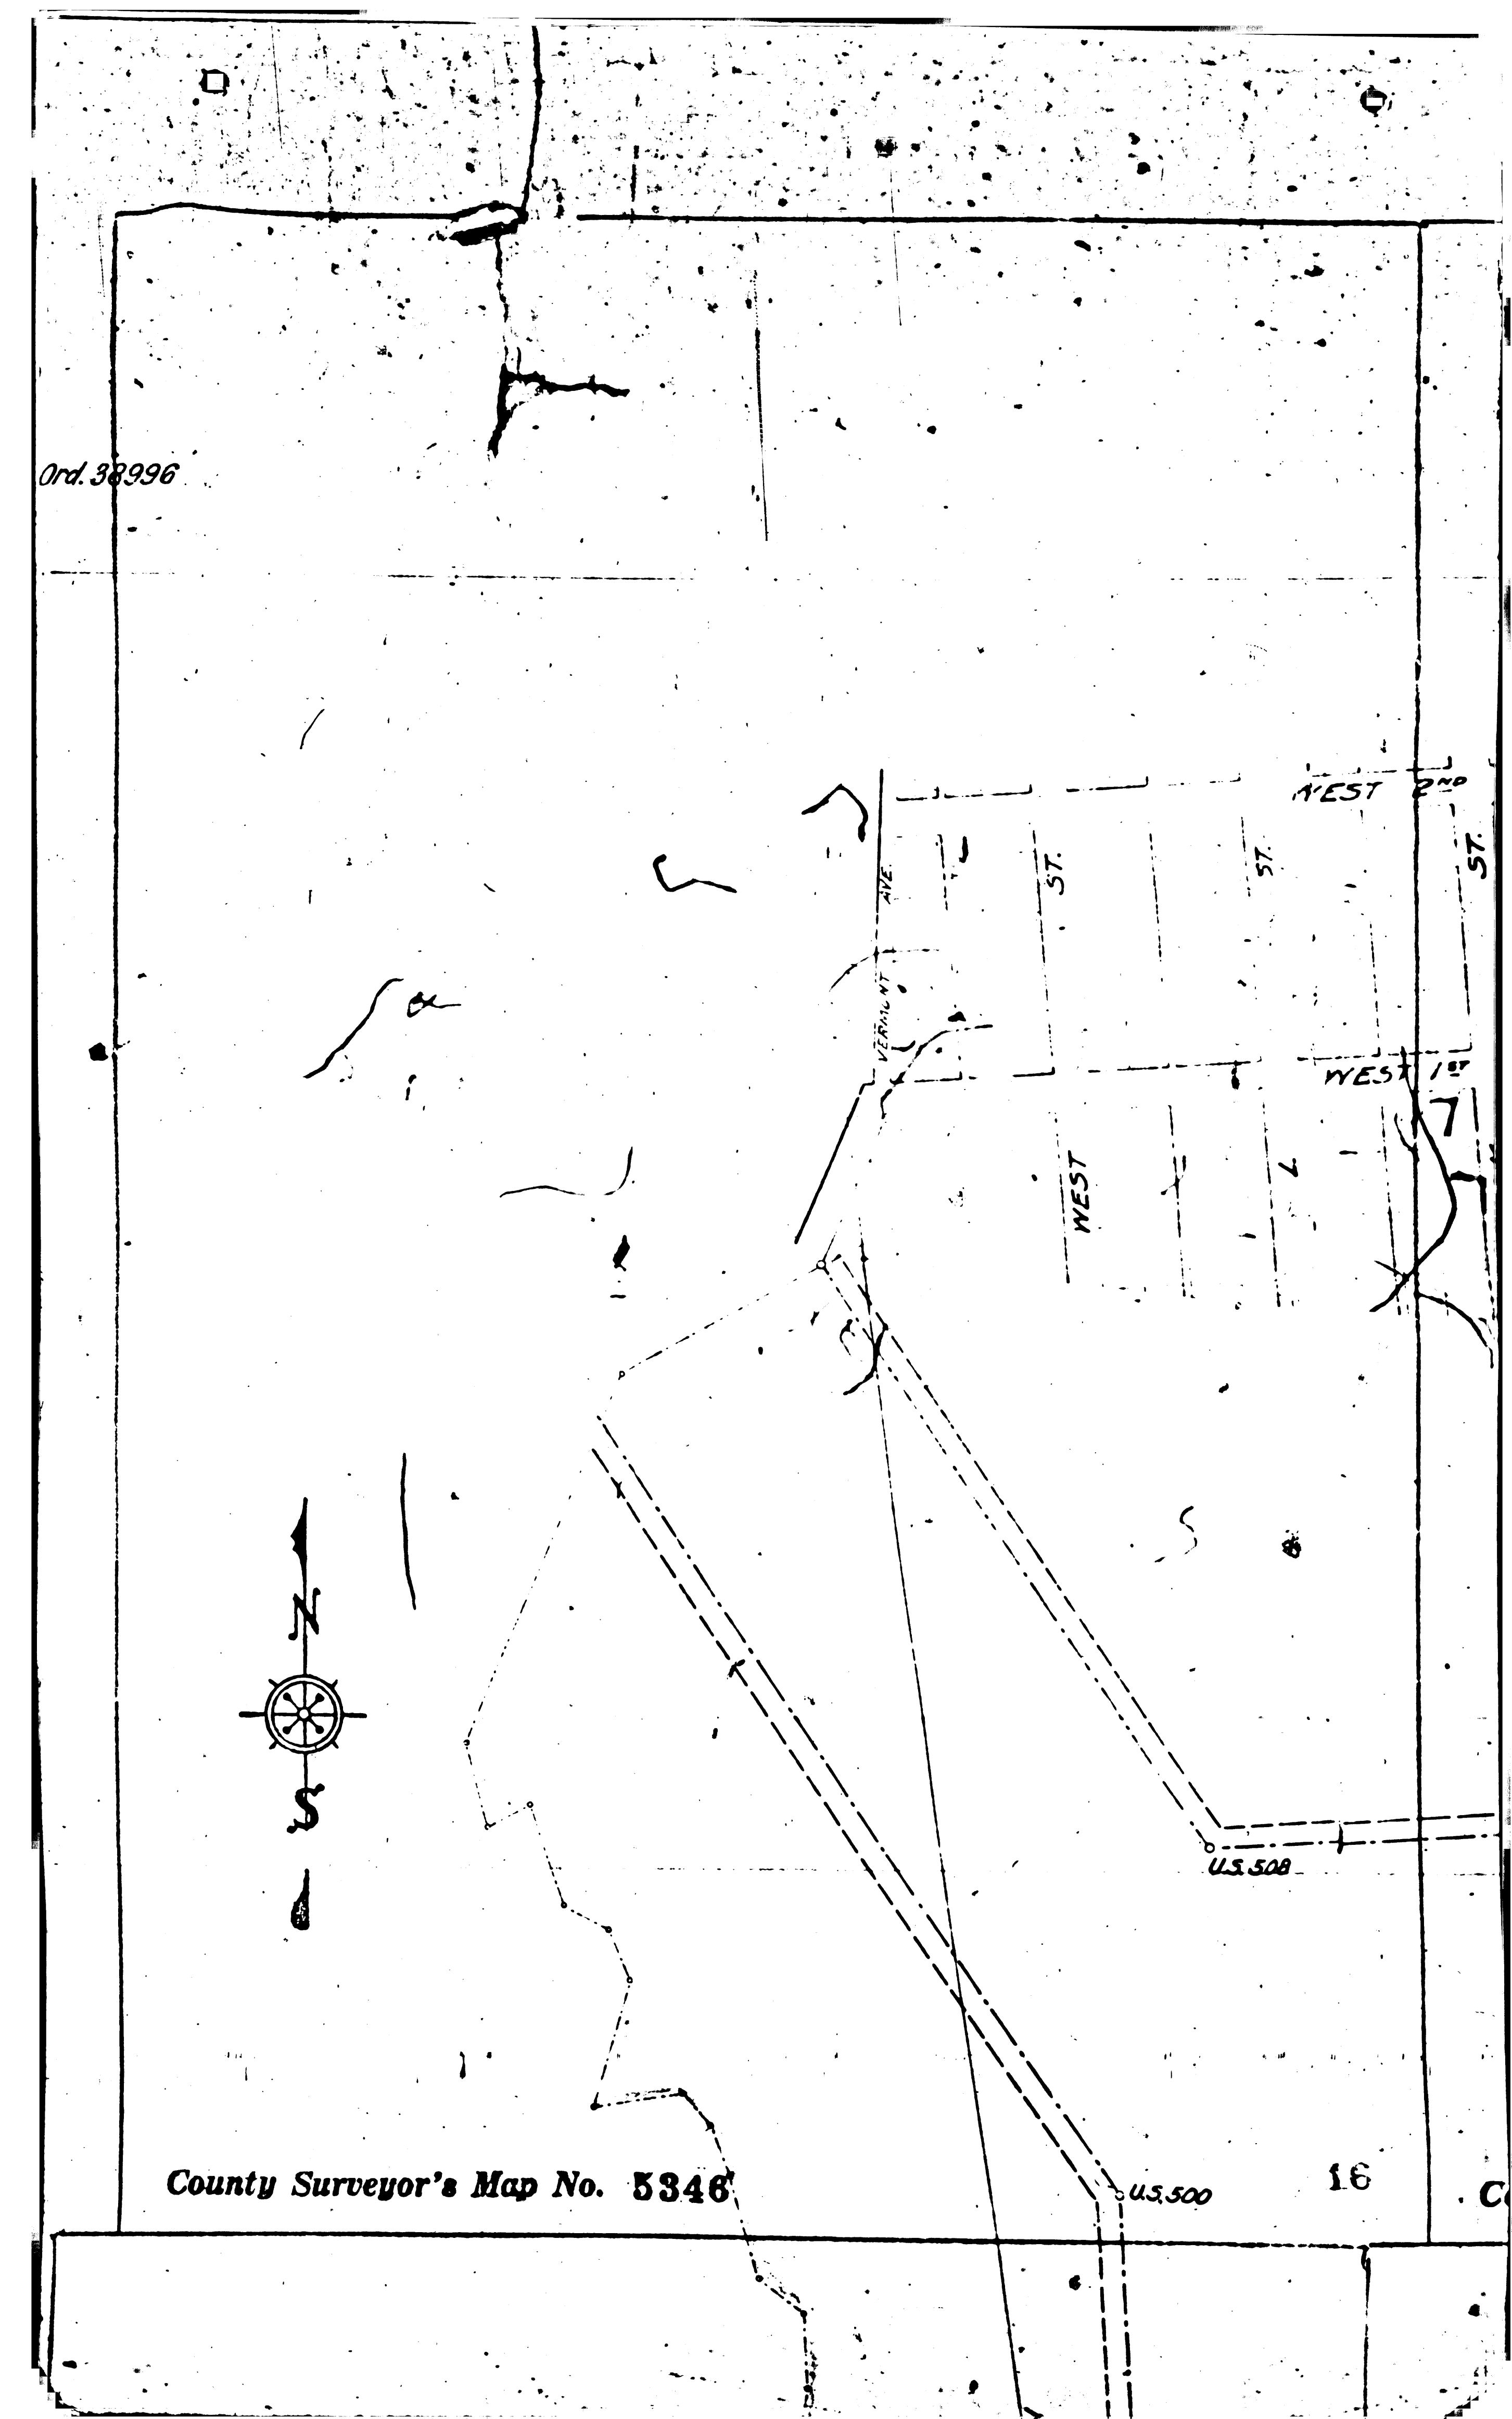 Ord. 38996
WEST 2ND
ST.
ST.
ST.
AVE.
VERMONT
WEST 1ST
7
WEST
L
N
S
U.S. 508
County Surveyor's Map No. 5346
U.S. 500
16